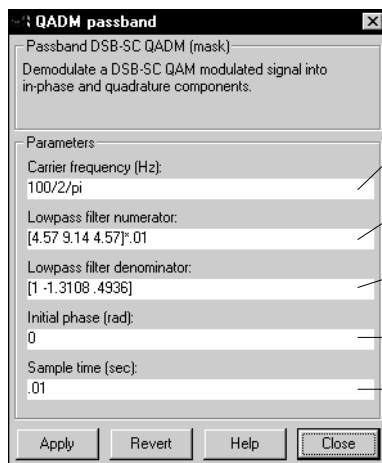 QADM passband
Passband DSB-SC QADM (mask)
Demodulate a DSB-SC QAM modulated signal into
in-phase and quadrature components.
Parameters
Carrier frequency (Hz):
100/2/pi
Lowpass filter numerator:
[4.57 9.14 4.57]*.01
Lowpass filter denominator:
[1 -1.3108 .4936]
Initial phase (rad):
0
Sample time (sec):
.01
Apply Revert Help Close